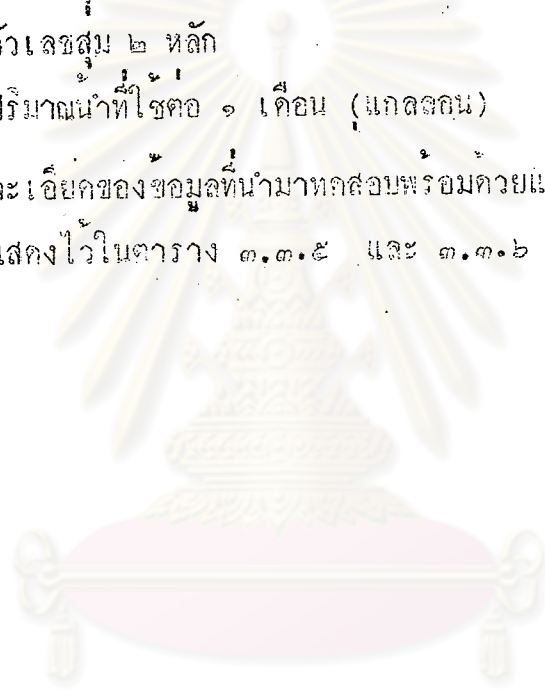 ตัวเลขสุ่ม ๒ หลัก
ปริมาณน้ำที่ใช้ต่อ ๑ เดือน (แกลลอน)
ละเอียดของข้อมูลที่นำมาทดสอบพร้อมด้วย
แสดงไว้ในตาราง ๓.๓.๕ และ ๓.๓.๖